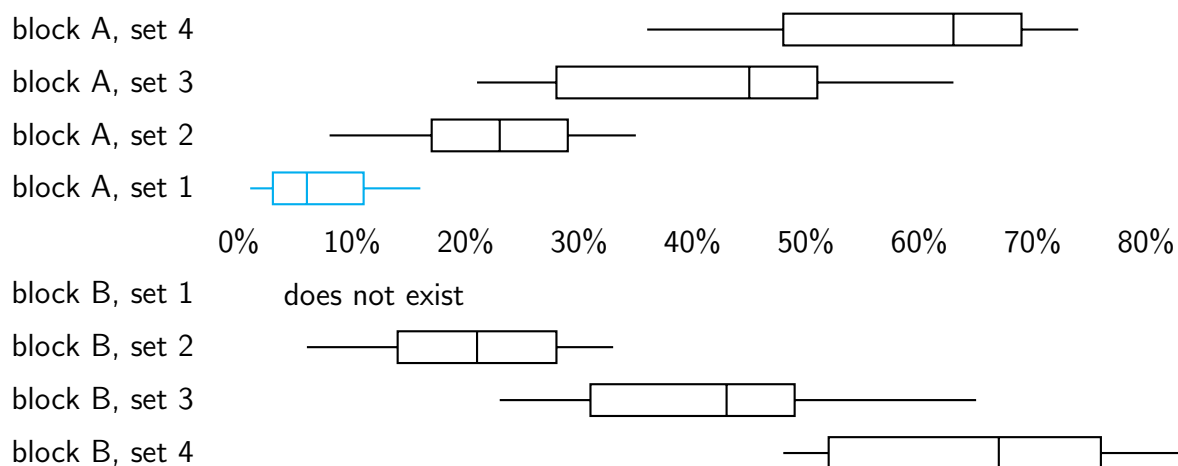 block A, set 4
block A, set 3
block A, set 2
block A, set 1
0% 10% 20% 30% 40% 50% 60% 70% 80%
block B, set 1 does not exist
block B, set 2
block B, set 3
block B, set 4